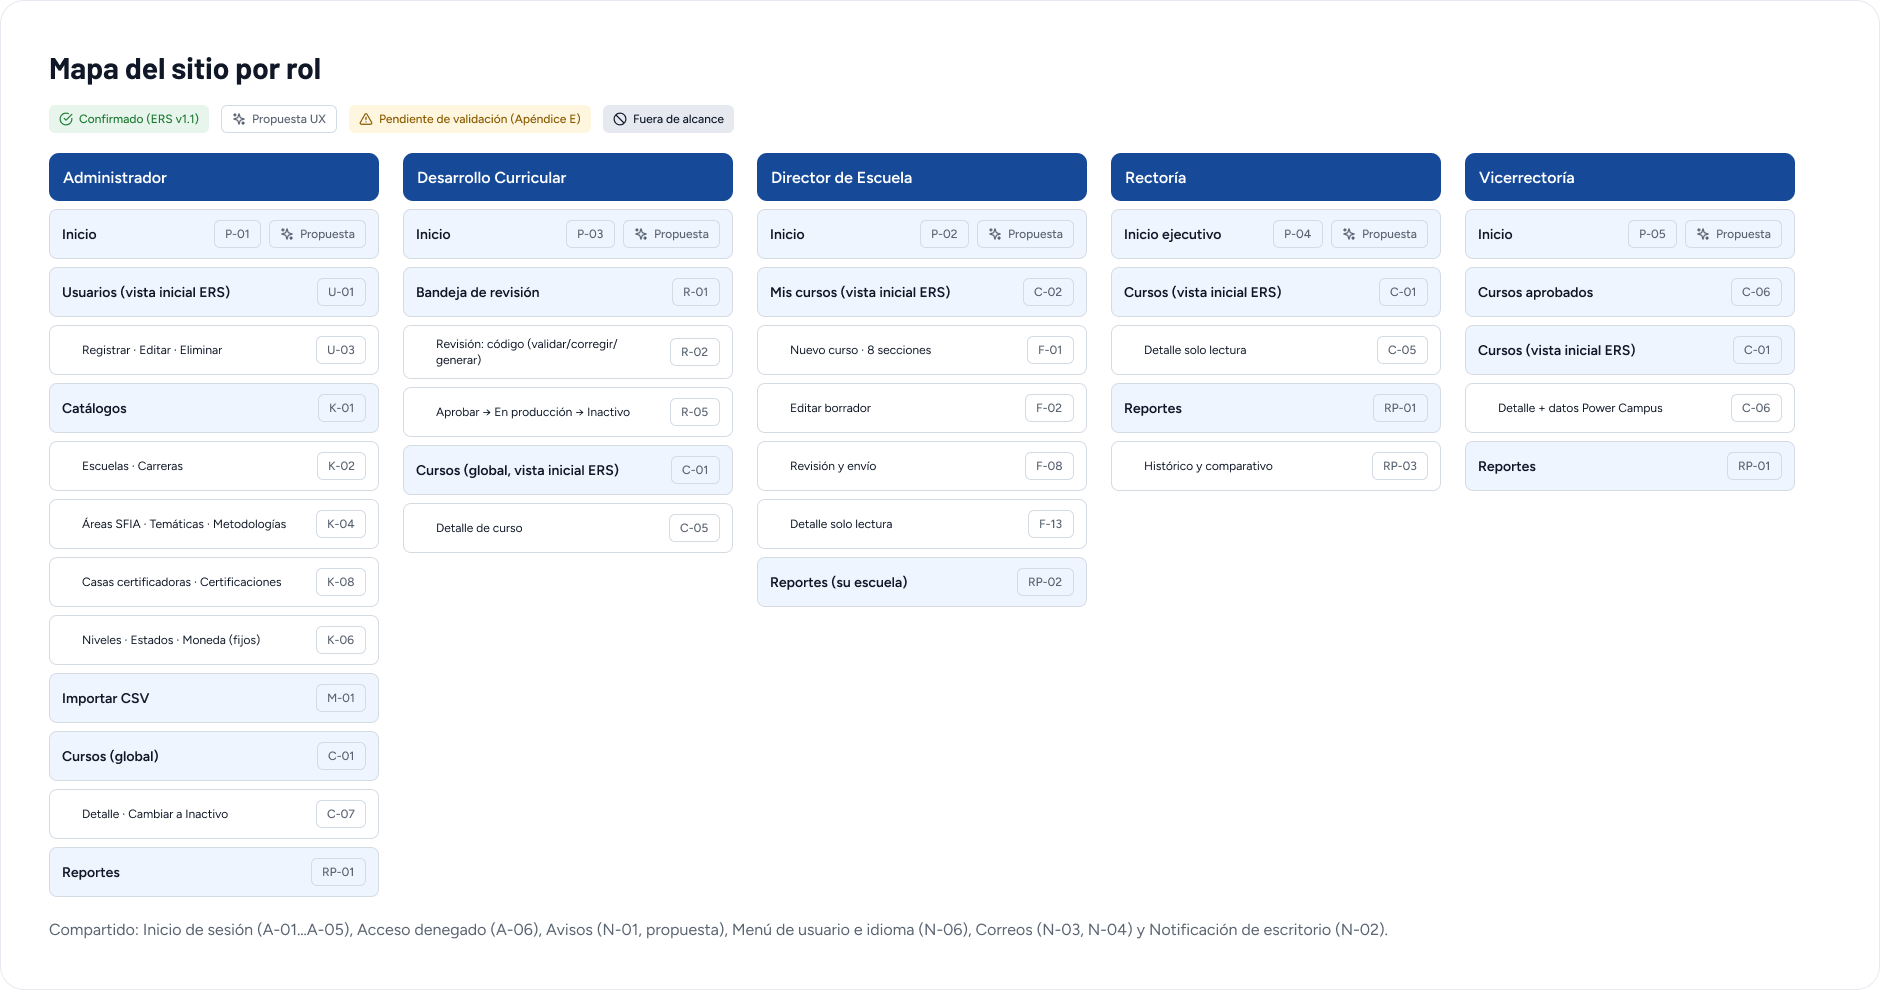 Mapa del sitio por rol
Confirmado (ERS v1.1)
Propuesta UX
Pendiente de validación (Apéndice E)
Fuera de alcance
Administrador
Inicio P-01 Propuesta
Usuarios (vista inicial ERS) U-01
Registrar · Editar · Eliminar U-03
Catálogos K-01
Escuelas · Carreras K-02
Áreas SFIA · Temáticas · Metodologías K-04
Casas certificadoras · Certificaciones K-08
Niveles · Estados · Moneda (fijos) K-06
Importar CSV M-01
Cursos (global) C-01
Detalle · Cambiar a Inactivo C-07
Reportes RP-01
Desarrollo Curricular
Inicio P-03 Propuesta
Bandeja de revisión R-01
Revisión: código (validar/corregir/
generar) R-02
Aprobar → En producción → Inactivo R-05
Cursos (global, vista inicial ERS) C-01
Detalle de curso C-05
Director de Escuela
Inicio P-02 Propuesta
Mis cursos (vista inicial ERS) C-02
Nuevo curso · 8 secciones F-01
Editar borrador F-02
Revisión y envío F-08
Detalle solo lectura F-13
Reportes (su escuela) RP-02
Rectoría
Inicio ejecutivo P-04 Propuesta
Cursos (vista inicial ERS) C-01
Detalle solo lectura C-05
Reportes RP-01
Histórico y comparativo RP-03
Vicerrectoría
Inicio P-05 Propuesta
Cursos aprobados C-06
Cursos (vista inicial ERS) C-01
Detalle + datos Power Campus C-06
Reportes RP-01
Compartido: Inicio de sesión (A-01…A-05), Acceso denegado (A-06), Avisos (N-01, propuesta), Menú de usuario e idioma (N-06), Correos (N-03, N-04) y Notificación de escritorio (N-02).